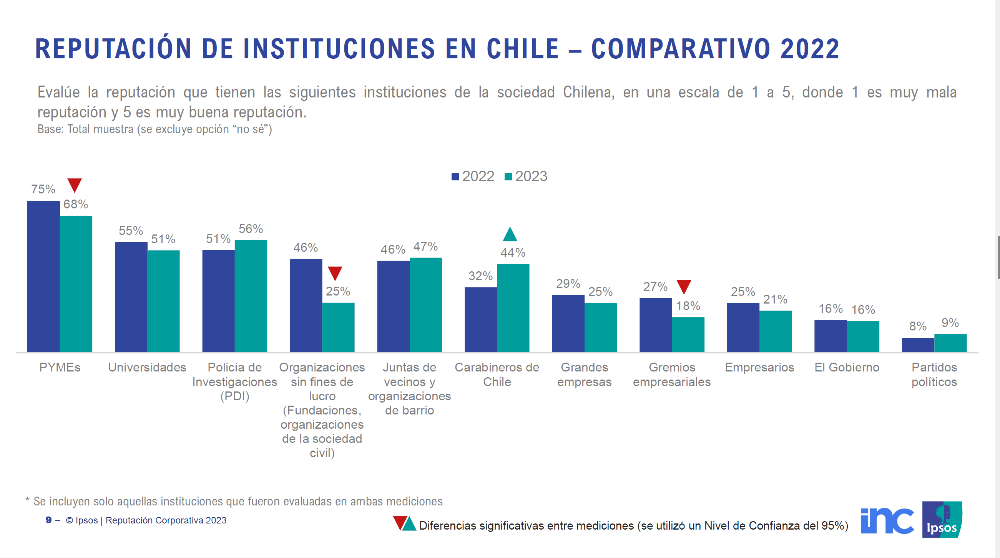 REPUTACIÓN DE INSTITUCIONES EN CHILE – COMPARATIVO 2022
Evalúe la reputación que tienen las siguientes instituciones de la sociedad Chilena, en una escala de 1 a 5, donde 1 es muy mala
reputación y 5 es muy buena reputación.
Base: Total muestra (se excluye opción “no sé”)
2022 2023
75% 68%
55% 51%
51% 56%
46% 25%
46% 47%
32% 44%
29% 25%
27% 18%
25% 21%
16% 16%
8% 9%
PYMEs
Universidades
Policía de
Investigaciones
(PDI)
Organizaciones
sin fines de
lucro
(Fundaciones,
organizaciones
de la sociedad
civil)
Juntas de
vecinos y
organizaciones
de barrio
Carabineros de
Chile
Grandes
empresas
Gremios
empresariales
Empresarios
El Gobierno
Partidos
políticos
* Se incluyen solo aquellas instituciones que fueron evaluadas en ambas mediciones
9 – © Ipsos | Reputación Corporativa 2023
Diferencias significativas entre mediciones (se utilizó un Nivel de Confianza del 95%)
inc
Ipsos